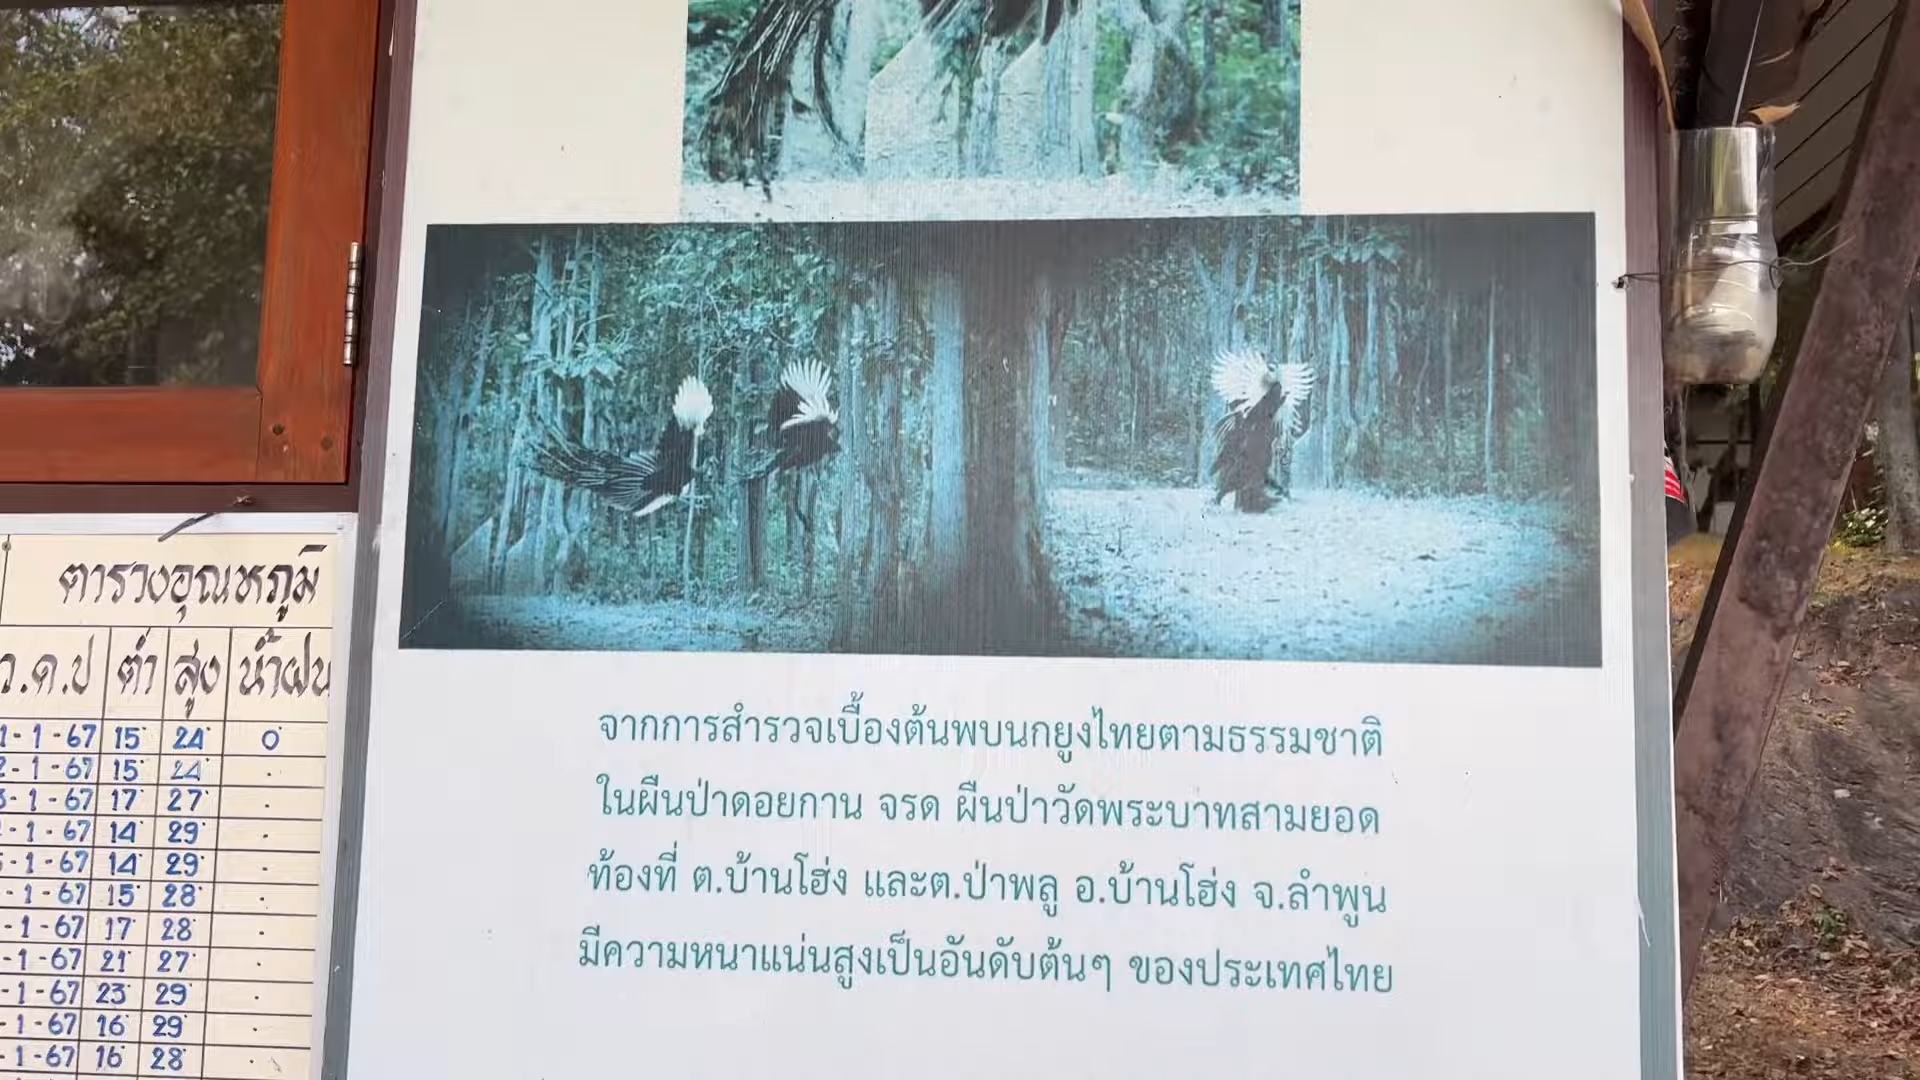 ตารางอุณหภูมิ
ว.ด.ป ต่ำ สูง น้ำฝน
1-1-67 15° 24° 0°
2-1-67 15° 24° .
3-1-67 17° 27° .
-1-67 14° 29° .
5-1-67 14° 29° .
-1-67 15° 28° .
-1-67 17° 28° .
-1-67 21° 27° .
-1-67 23° 29° .
-1-67 16° 29° .
-1-67 16° 28° .
จากการสำรวจเบื้องต้นพบนกยูงไทยตามธรรมชาติ
ในผืนป่าดอยกาน จรด ผืนป่าวัดพระบาทสามยอด
ท้องที่ ต.บ้านโฮ่ง และต.ป่าพลู อ.บ้านโฮ่ง จ.ลำพูน
มีความหนาแน่นสูงเป็นอันดับต้นๆ ของประเทศไทย